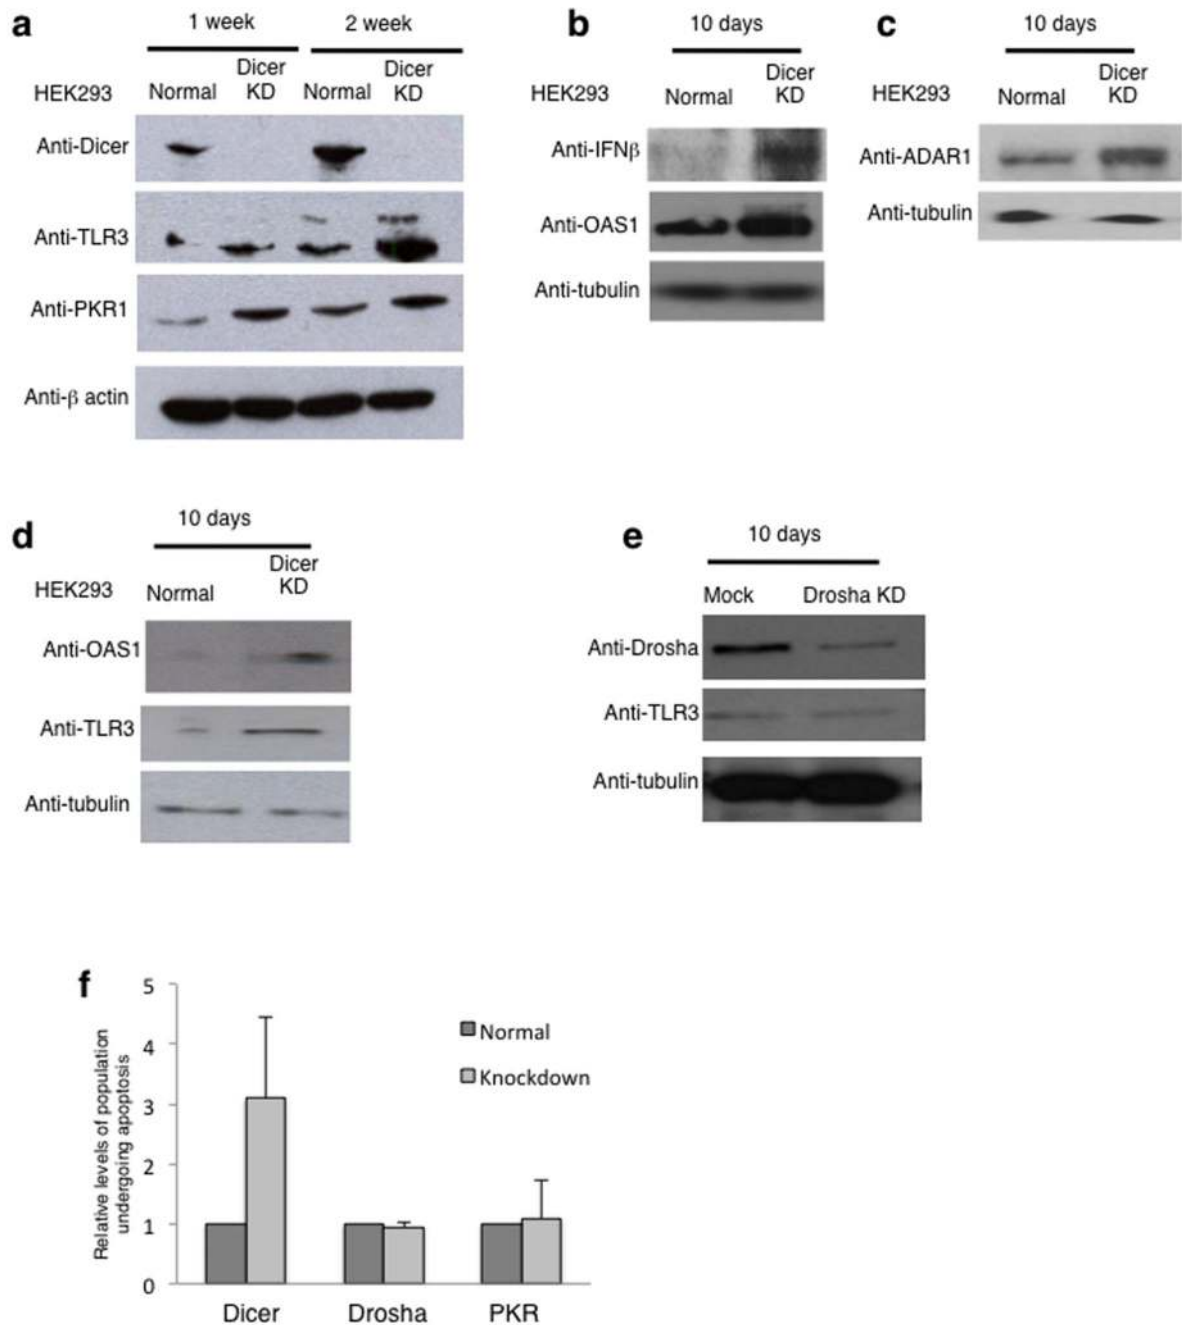 a
1 week 2 week
HEK293 Normal Dicer KD Normal Dicer KD
Anti-Dicer
Anti-TLR3
Anti-PKR1
Anti-β actin
b
10 days
HEK293 Normal Dicer KD
Anti-IFNβ
Anti-OAS1
Anti-tubulin
c
10 days
HEK293 Normal Dicer KD
Anti-ADAR1
Anti-tubulin
d
10 days
HEK293 Normal Dicer KD
Anti-OAS1
Anti-TLR3
Anti-tubulin
e
10 days
Mock Drosha KD
Anti-Drosha
Anti-TLR3
Anti-tubulin
f
Relative levels of population
undergoing apoptosis
5
4
3
2
1
0
Normal
Knockdown
Dicer Drosha PKR